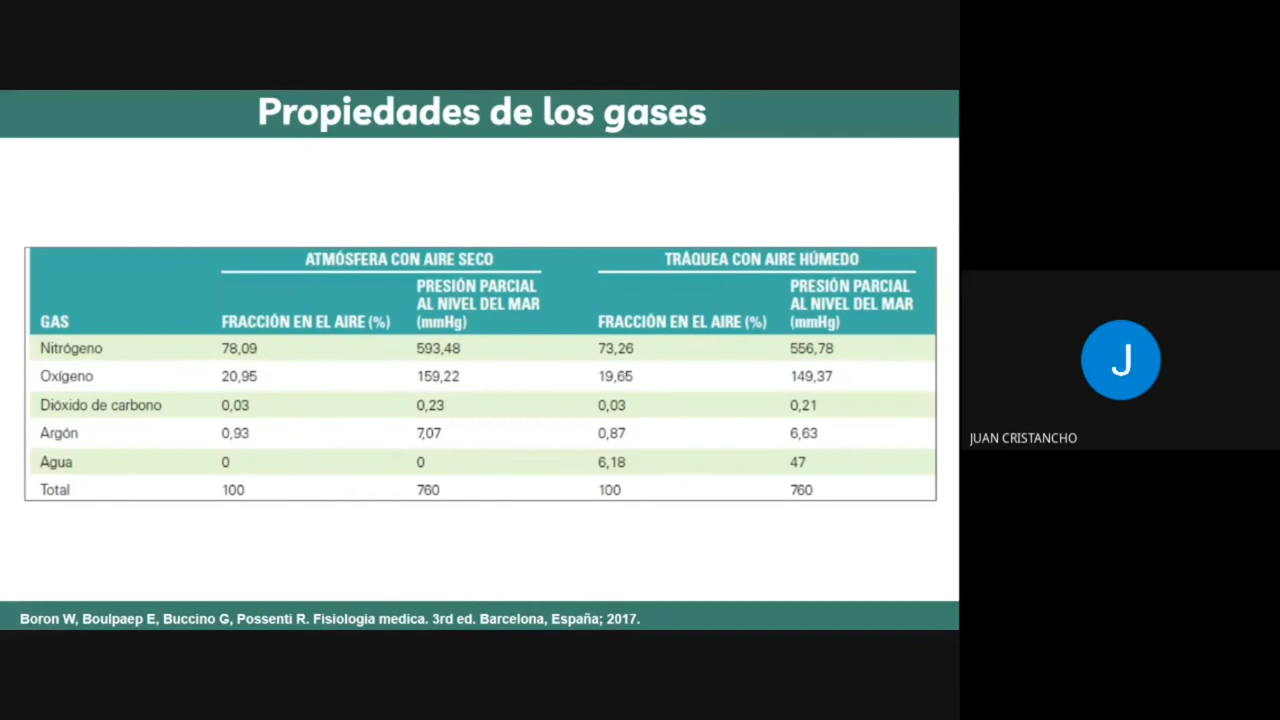 Propiedades de los gases
ATMÓSFERA CON AIRE SECO TRÁQUEA CON AIRE HÚMEDO
GAS FRACCIÓN EN EL AIRE (%) PRESIÓN PARCIAL AL NIVEL DEL MAR (mmHg) FRACCIÓN EN EL AIRE (%) PRESIÓN PARCIAL AL NIVEL DEL MAR (mmHg)
Nitrógeno 78,09 593,48 73,26 556,78
Oxígeno 20,95 159,22 19,65 149,37
Dióxido de carbono 0,03 0,23 0,03 0,21
Argón 0,93 7,07 0,87 6,63
Agua 0 0 6,18 47
Total 100 760 100 760
Boron W, Boulpaep E, Buccino G, Possenti R. Fisiologia medica. 3rd ed. Barcelona, España; 2017.
J
JUAN CRISTANCHO